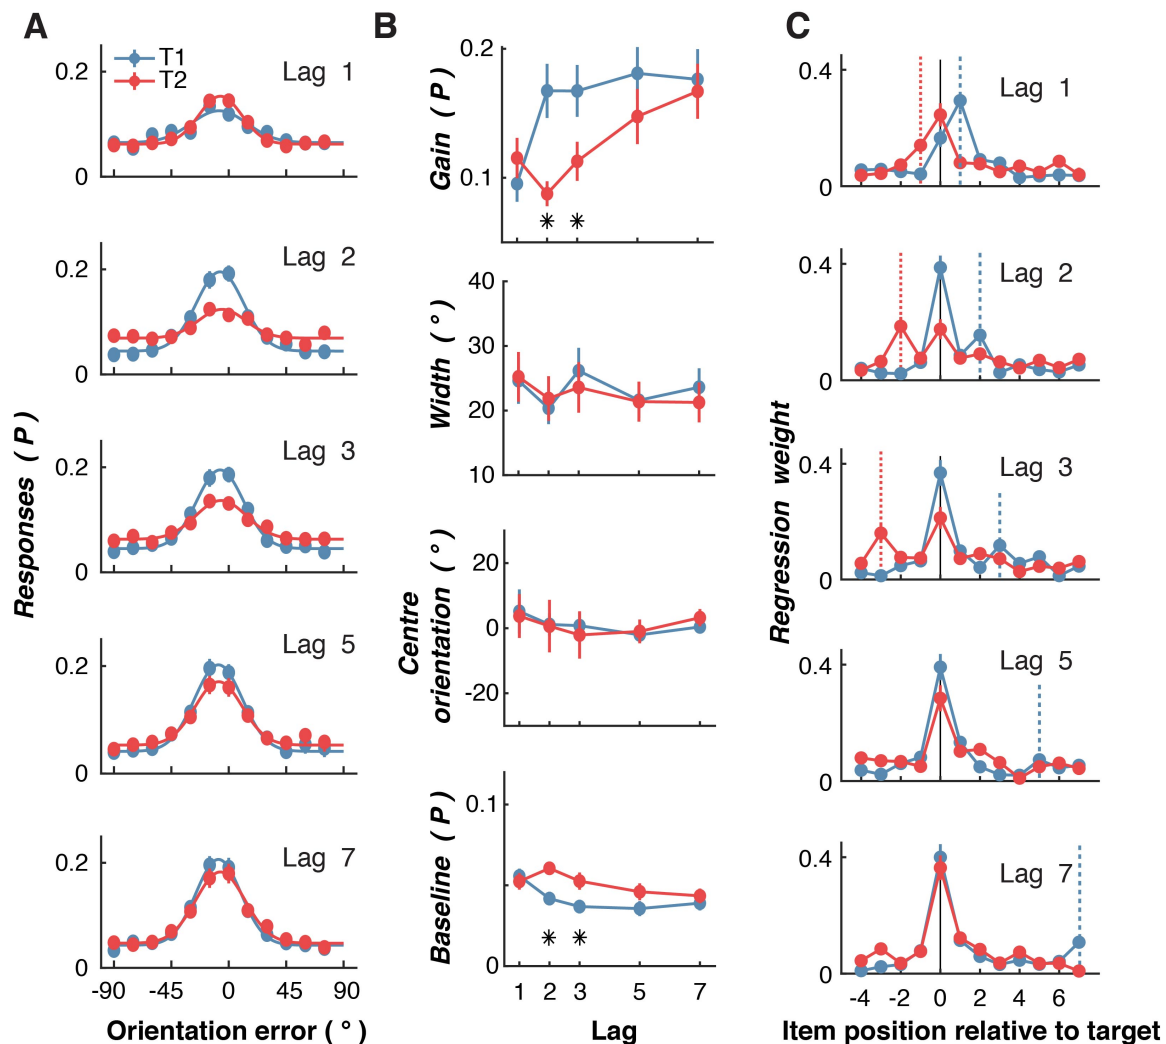 A
B
C
T1
T2
Lag 1
0.2
0
Lag 2
0.2
0
Lag 3
0.2
0
Lag 5
0.2
0
Lag 7
0.2
0
-90 -45 0 45 90
Orientation error ( ° )
Responses ( P )
0.2
0.1
Gain ( P )
* *
40
30
20
10
Width ( ° )
20
0
-20
Centre
orientation ( ° )
0.1
0
Baseline ( P )
* *
1 2 3 5 7
Lag
0.4
0
Lag 1
0.4
0
Lag 2
0.4
0
Lag 3
0.4
0
Lag 5
0.4
0
Lag 7
Regression weight
-4 -2 0 2 4 6
Item position relative to target